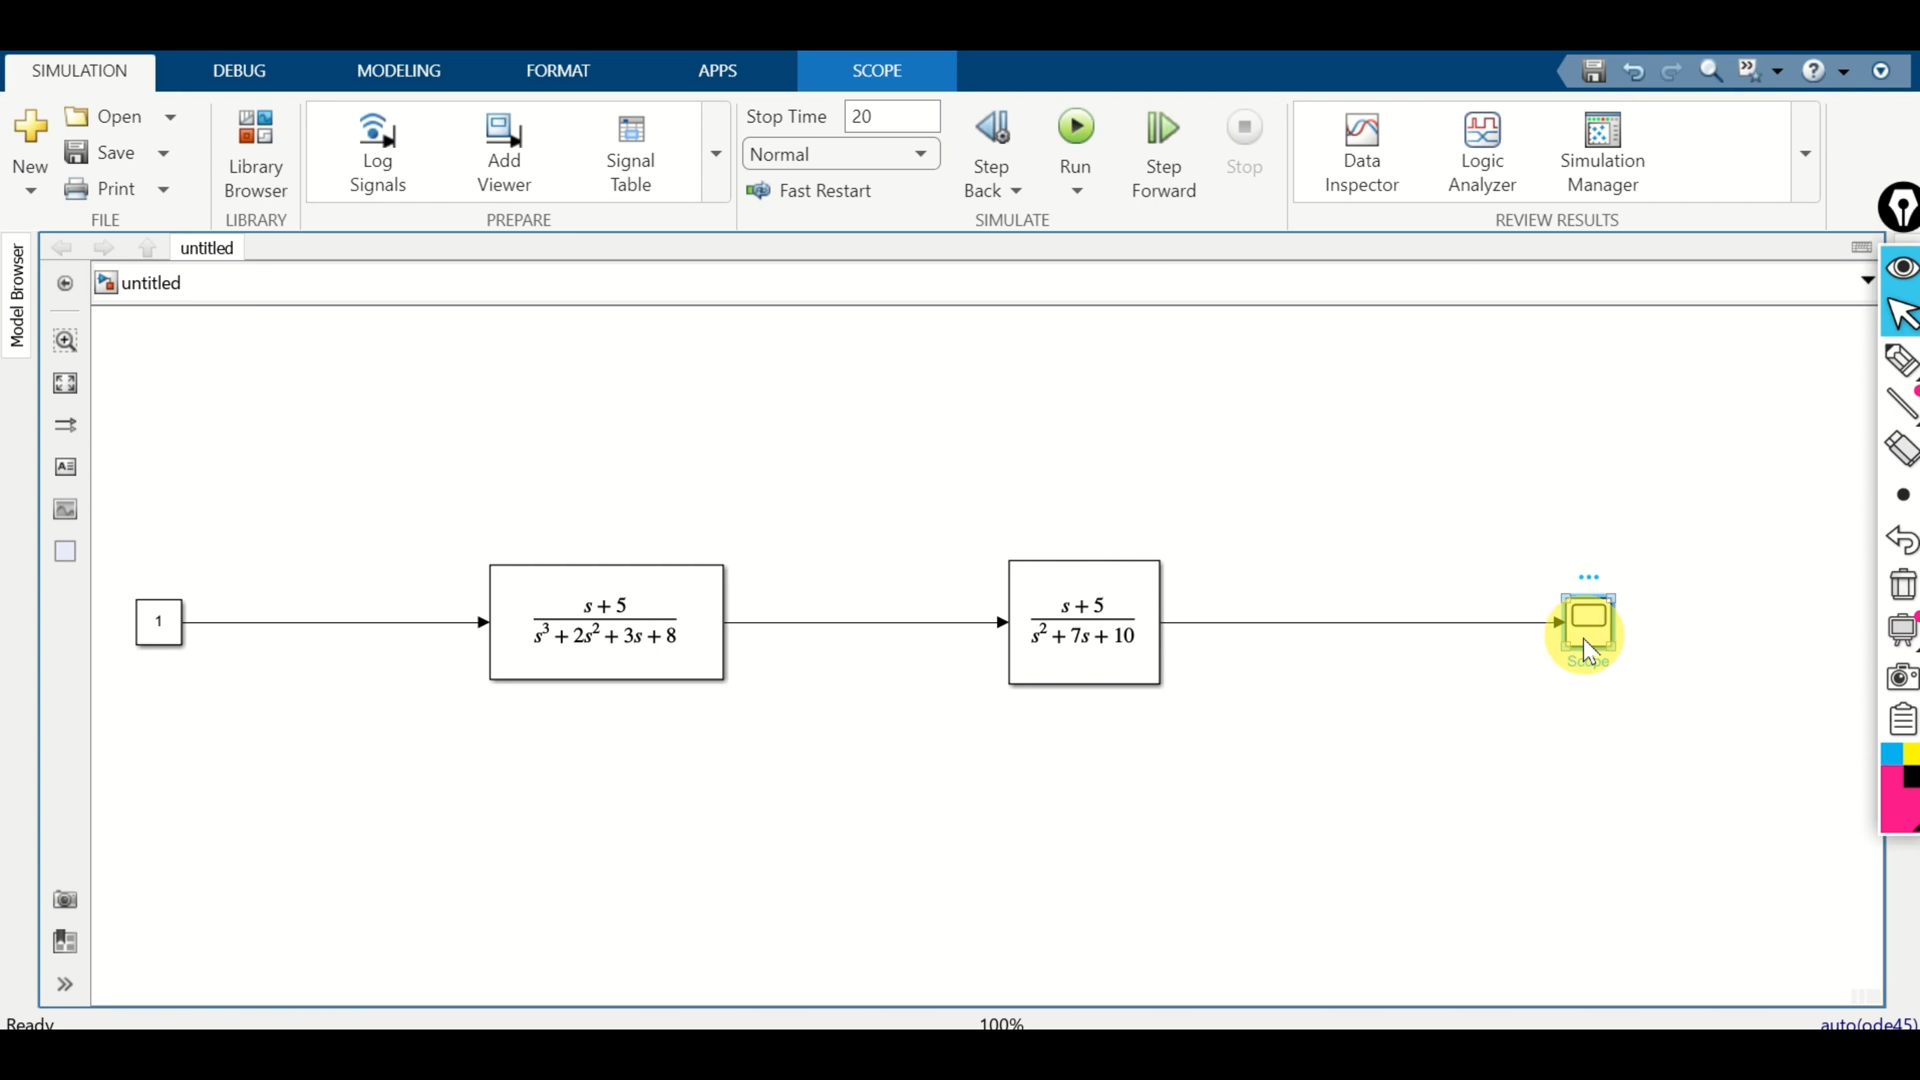 SIMULATION DEBUG MODELING FORMAT APPS SCOPE
New
Open
Save
Print
FILE
Library Browser
LIBRARY
Log Signals
Add Viewer
Signal Table
PREPARE
Stop Time 20
Normal
Fast Restart
Step Back
Run
Step Forward
Stop
SIMULATE
Data Inspector
Logic Analyzer
Simulation Manager
REVIEW RESULTS
Model Browser
untitled
untitled
1
s + 5
s³ + 2s² + 3s + 8
s + 5
s² + 7s + 10
Scope
Ready
100%
auto(ode45)